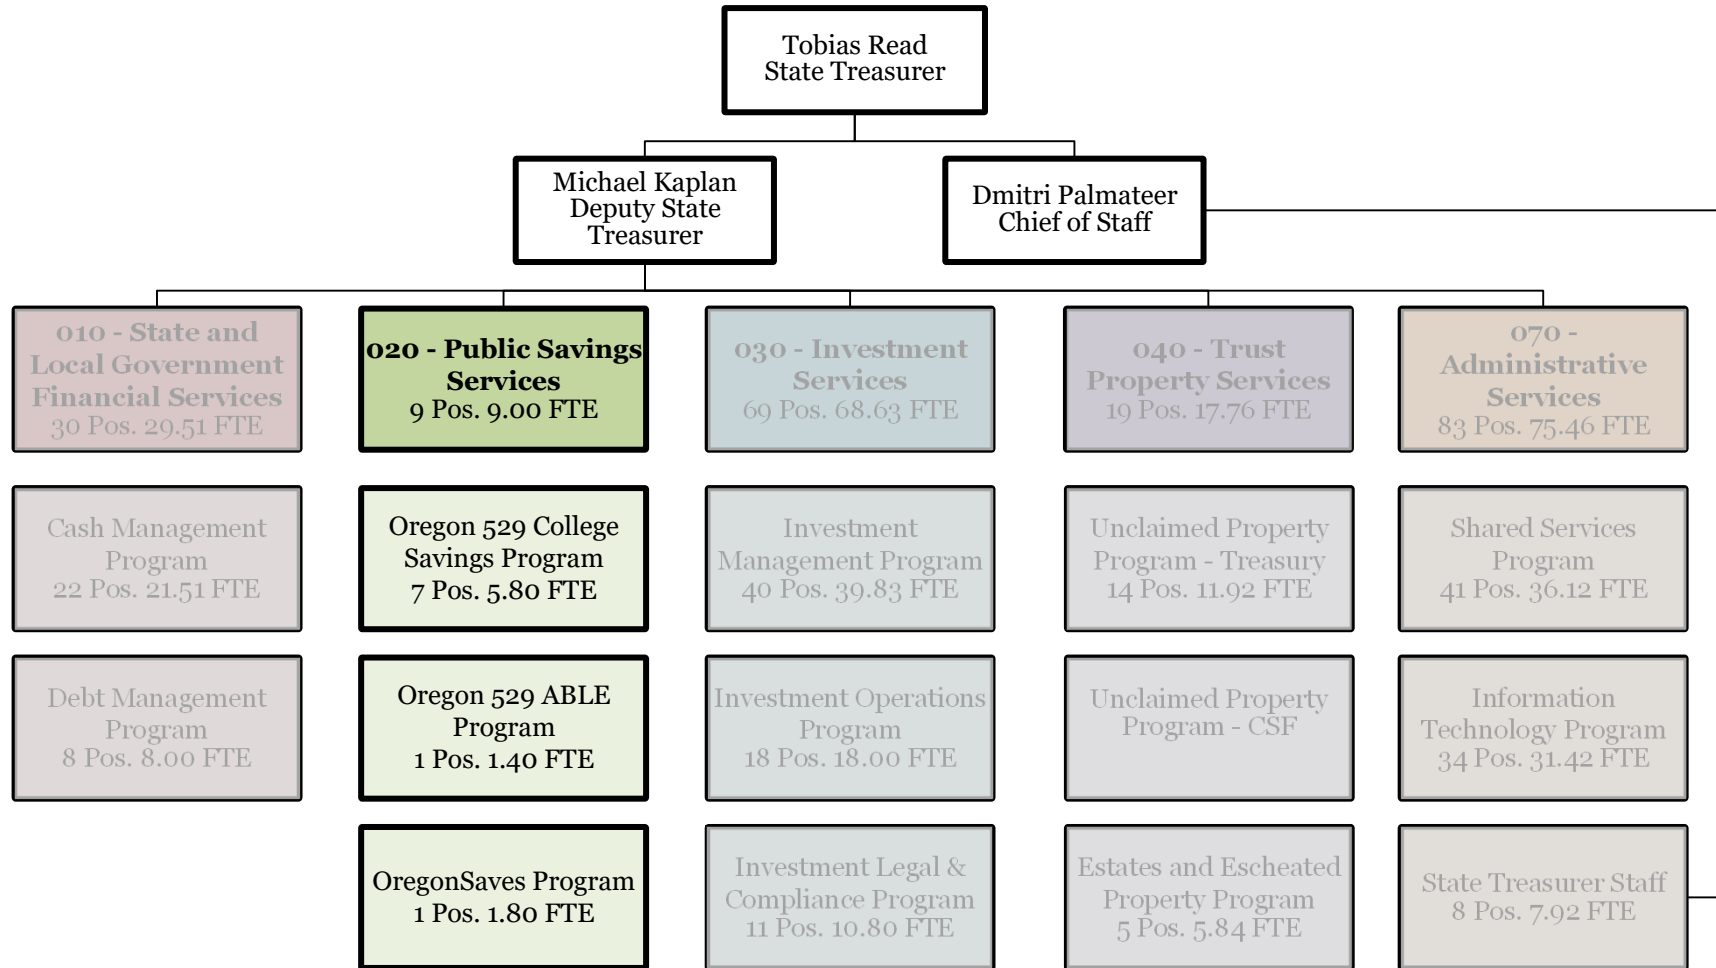 Tobias Read
State Treasurer
Michael Kaplan
Deputy State
Treasurer
Dmitri Palmateer
Chief of Staff
010 - State and
Local Government
Financial Services
30 Pos. 29.51 FTE
020 - Public Savings
Services
9 Pos. 9.00 FTE
030 - Investment
Services
69 Pos. 68.63 FTE
040 - Trust
Property Services
19 Pos. 17.76 FTE
070 -
Administrative
Services
83 Pos. 75.46 FTE
Cash Management
Program
22 Pos. 21.51 FTE
Oregon 529 College
Savings Program
7 Pos. 5.80 FTE
Investment
Management Program
40 Pos. 39.83 FTE
Unclaimed Property
Program - Treasury
14 Pos. 11.92 FTE
Shared Services
Program
41 Pos. 36.12 FTE
Debt Management
Program
8 Pos. 8.00 FTE
Oregon 529 ABLE
Program
1 Pos. 1.40 FTE
Investment Operations
Program
18 Pos. 18.00 FTE
Unclaimed Property
Program - CSF
Information
Technology Program
34 Pos. 31.42 FTE
OregonSaves Program
1 Pos. 1.80 FTE
Investment Legal &
Compliance Program
11 Pos. 10.80 FTE
Estates and Escheated
Property Program
5 Pos. 5.84 FTE
State Treasurer Staff
8 Pos. 7.92 FTE